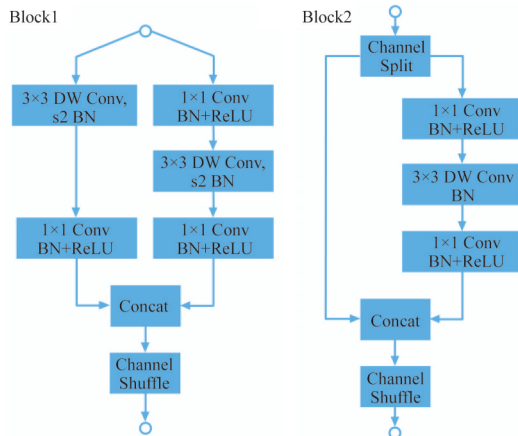 Block1
3×3 DW Conv,
s2 BN
1×1 Conv
BN+ReLU
1×1 Conv
BN+ReLU
3×3 DW Conv,
s2 BN
1×1 Conv
BN+ReLU
Concat
Channel
Shuffle
Block2
Channel
Split
1×1 Conv
BN+ReLU
3×3 DW Conv
BN
1×1 Conv
BN+ReLU
Concat
Channel
Shuffle